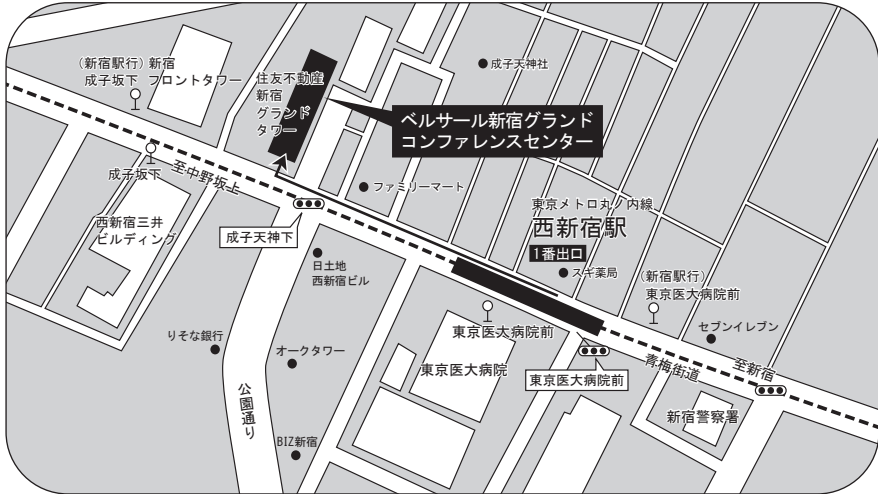 (新宿駅行)
成子坂下
新宿
フロントタワー
住友不動産
新宿
グランド
タワー
成子天神社
ベルサール新宿グランド
コンファレンスセンター
成子坂下
至中野坂上
ファミリーマート
東京メトロ丸ノ内線
西新宿駅
1番出口
スギ薬局
西新宿三井
ビルディング
成子天神下
日土地
西新宿ビル
(新宿駅行)
東京医大病院前
りそな銀行
オークタワー
東京医大病院前
セブンイレブン
東京医大病院
東京医大病院前
青梅街道
至新宿
公園通り
新宿警察署
BIZ新宿